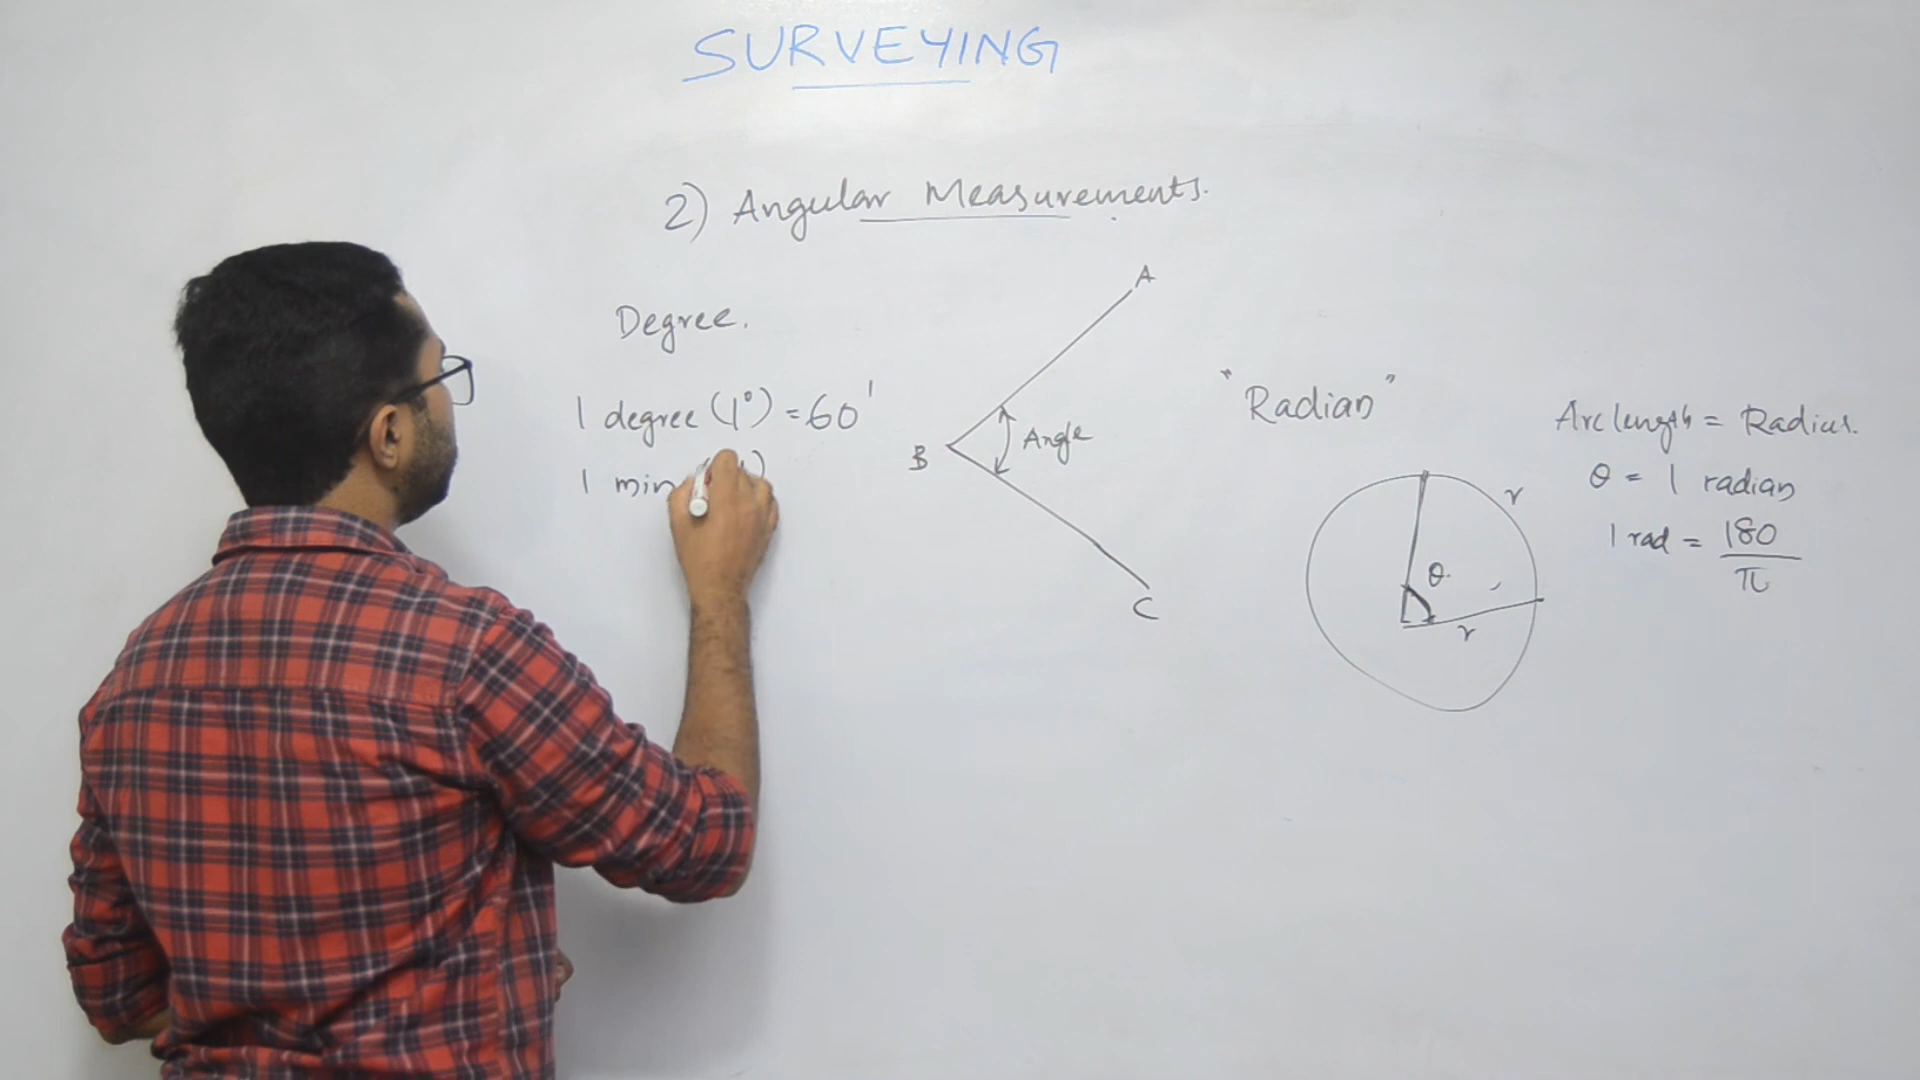 SURVEYING
2) Angular Measurements.
Degree.
1 degree (1°) = 60'
1 min
A
B
C
Angle
"Radian"
r
θ.
r
Arc length = Radius.
θ = 1 radian
1 rad = 180
π